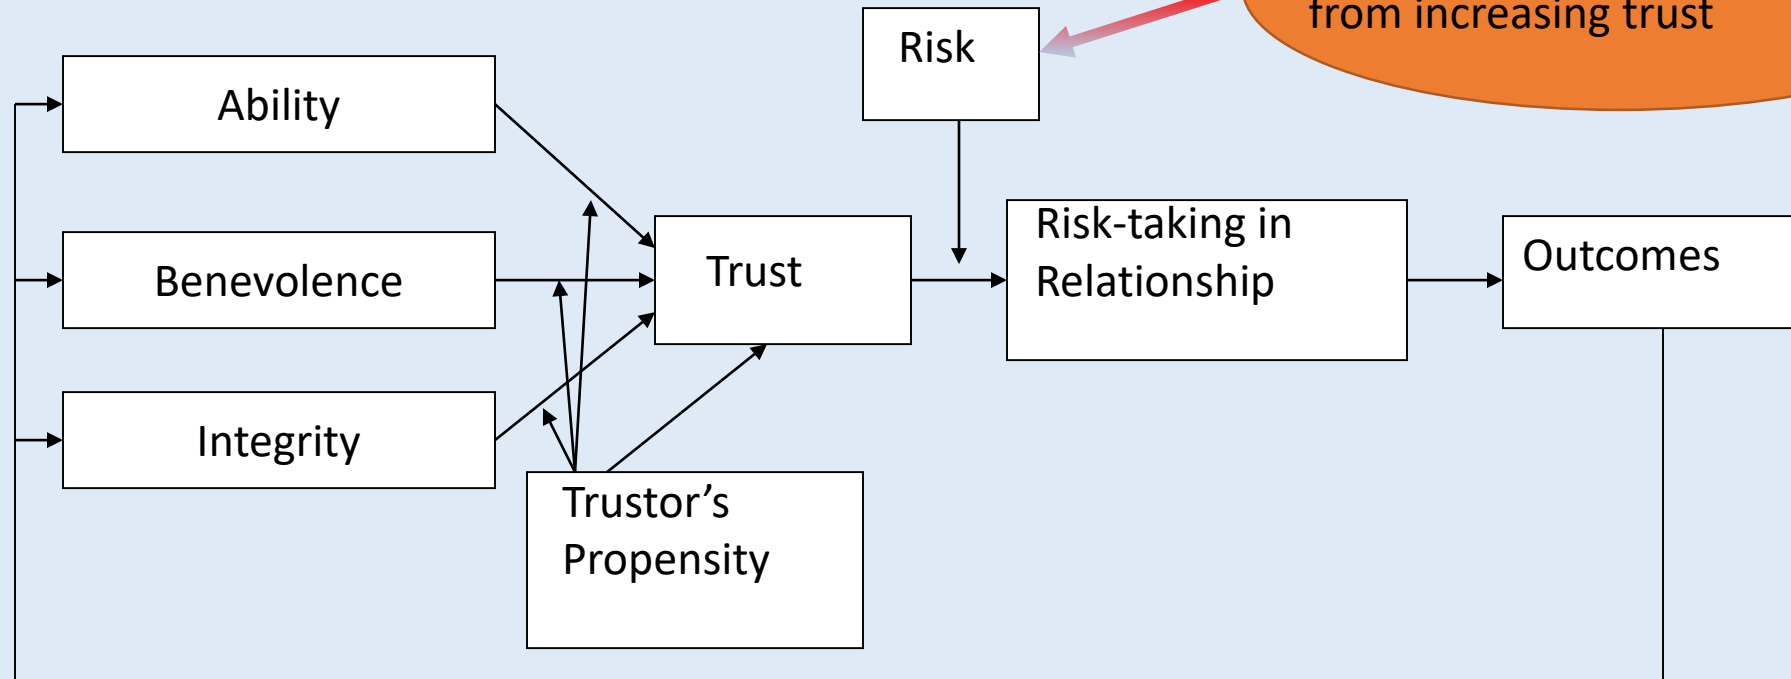 from increasing trust
Risk
Ability
Benevolence
Integrity
Trust
Risk-taking in
Relationship
Outcomes
Trustor’s
Propensity